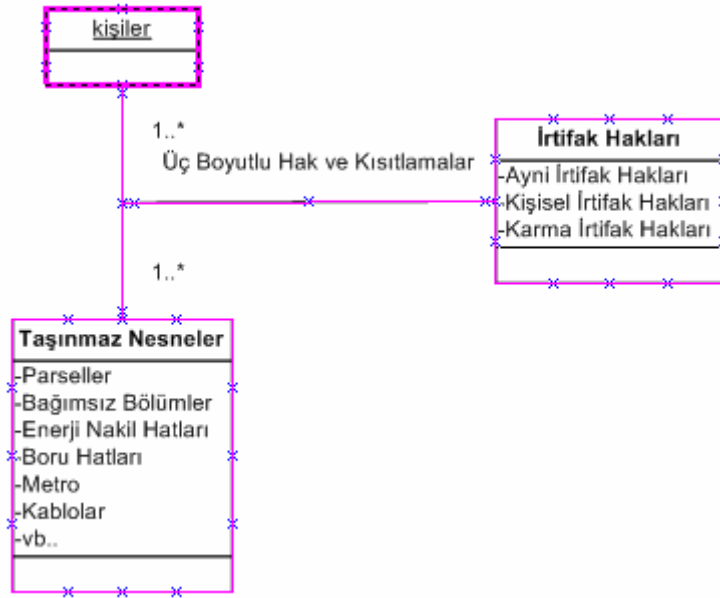 kişiler
1..*
Üç Boyutlu Hak ve Kısıtlamalar
İrtifak Hakları
-Ayni İrtifak Hakları
-Kişisel İrtifak Hakları
-Karma İrtifak Hakları
1..*
Taşınmaz Nesneler
-Parseller
-Bağımsız Bölümler
-Enerji Nakil Hatları
-Boru Hatları
-Metro
-Kablolar
-vb..